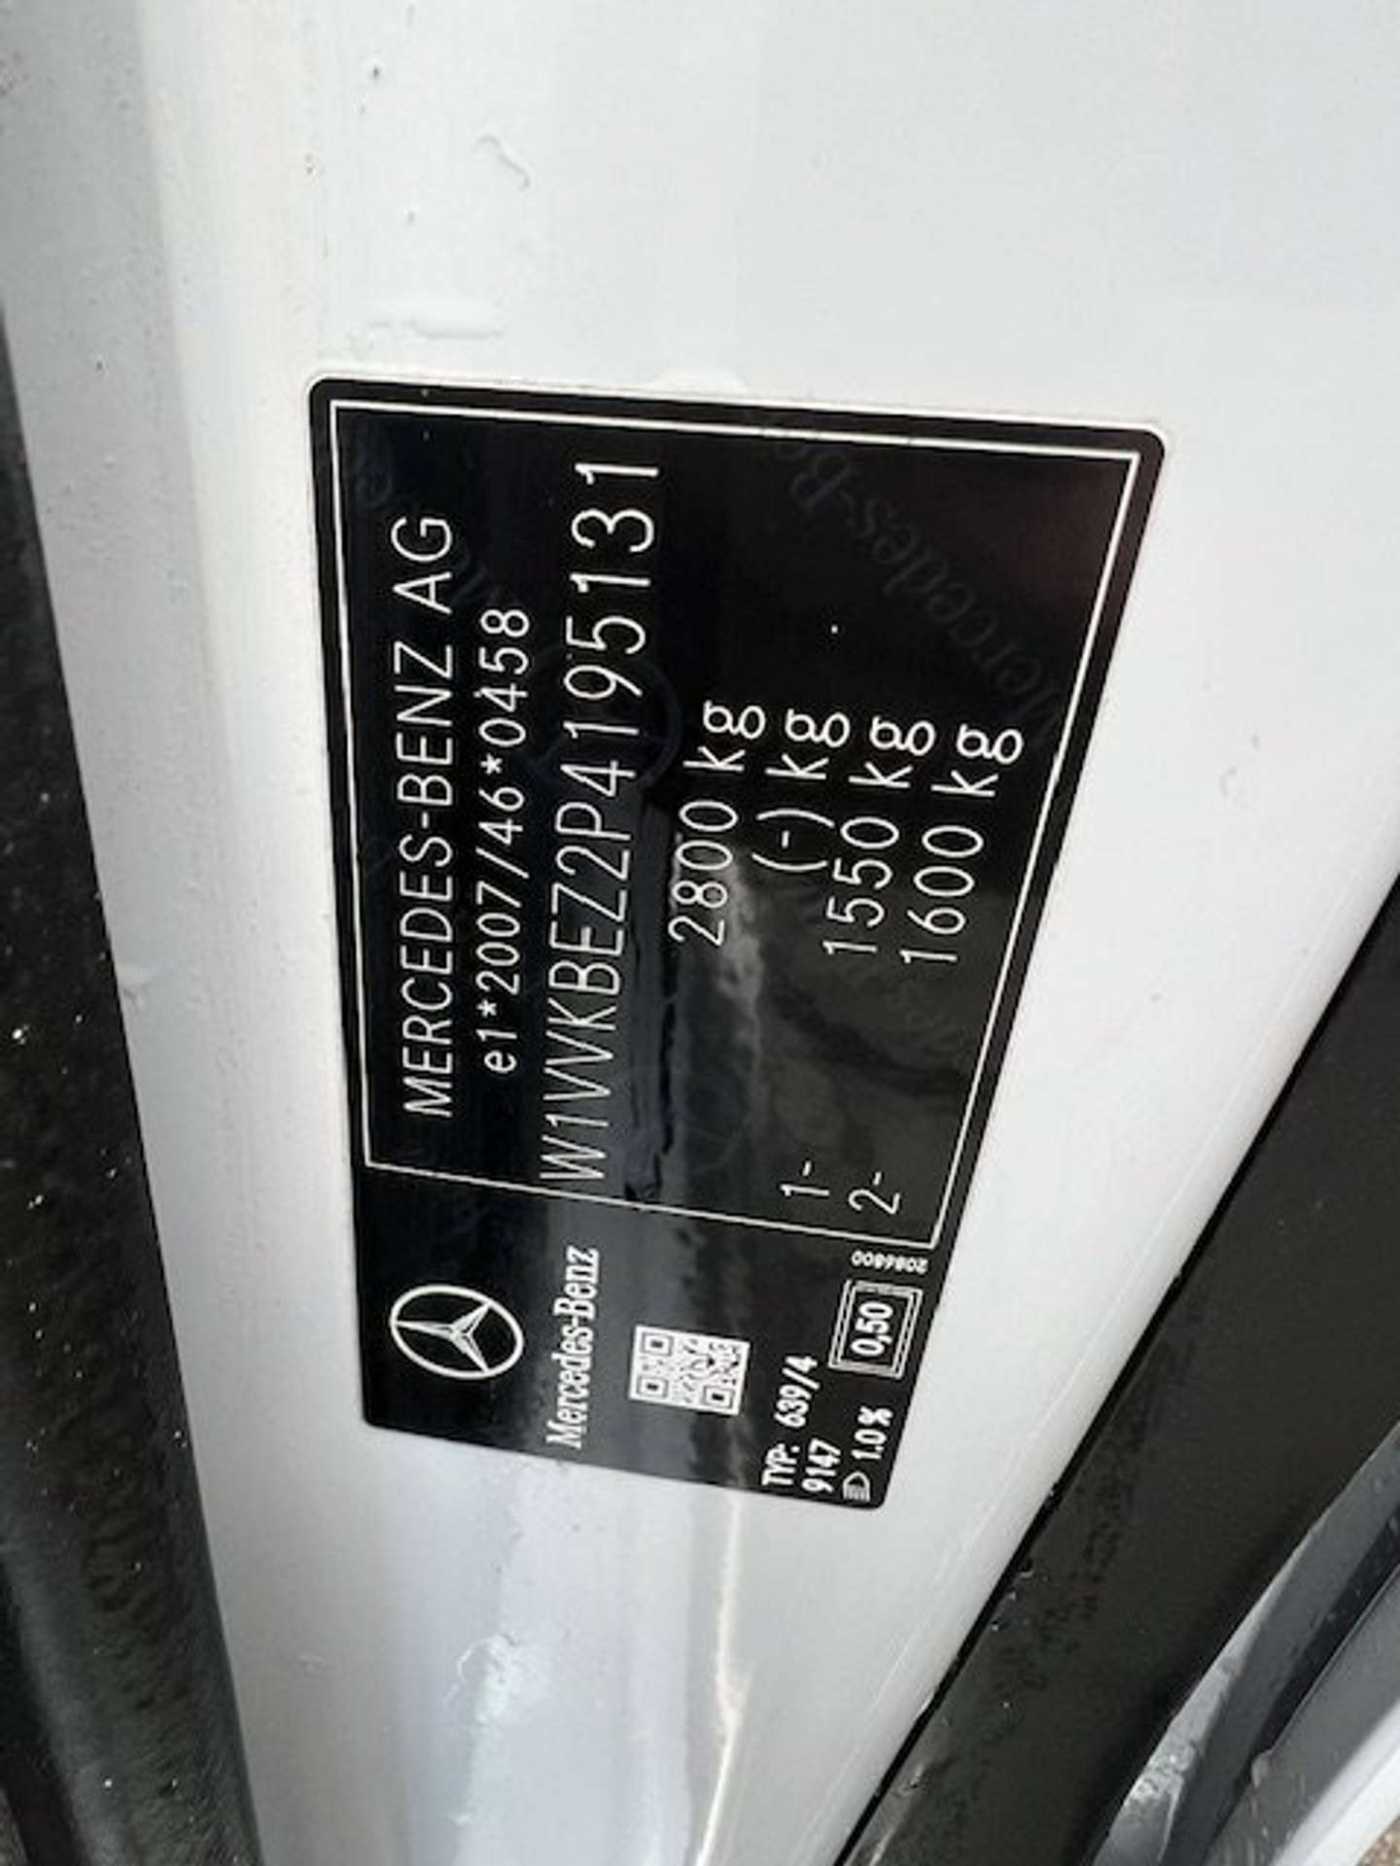 MERCEDES-BENZ AG
e1*2007/46*0458
W1VVKBEZ2P4195131
2800 kg
(-) kg
1- 1550 kg
2- 1600 kg
Mercedes-Benz
TYP: 639/4
9147
1.0 %
0,50
2086800